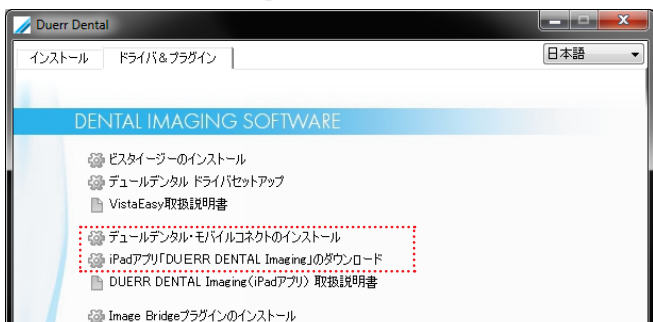 Duerr Dental
インストール ドライバ&プラグイン 日本語
DENTAL IMAGING SOFTWARE
ビスタイージーのインストール
デュールデンタル ドライバセットアップ
VistaEasy取扱説明書
デュールデンタル・モバイルコネクトのインストール
iPadアプリ「DUERR DENTAL Imaging」のダウンロード
DUERR DENTAL Imaging(iPadアプリ) 取扱説明書
Image Bridgeプラグインのインストール